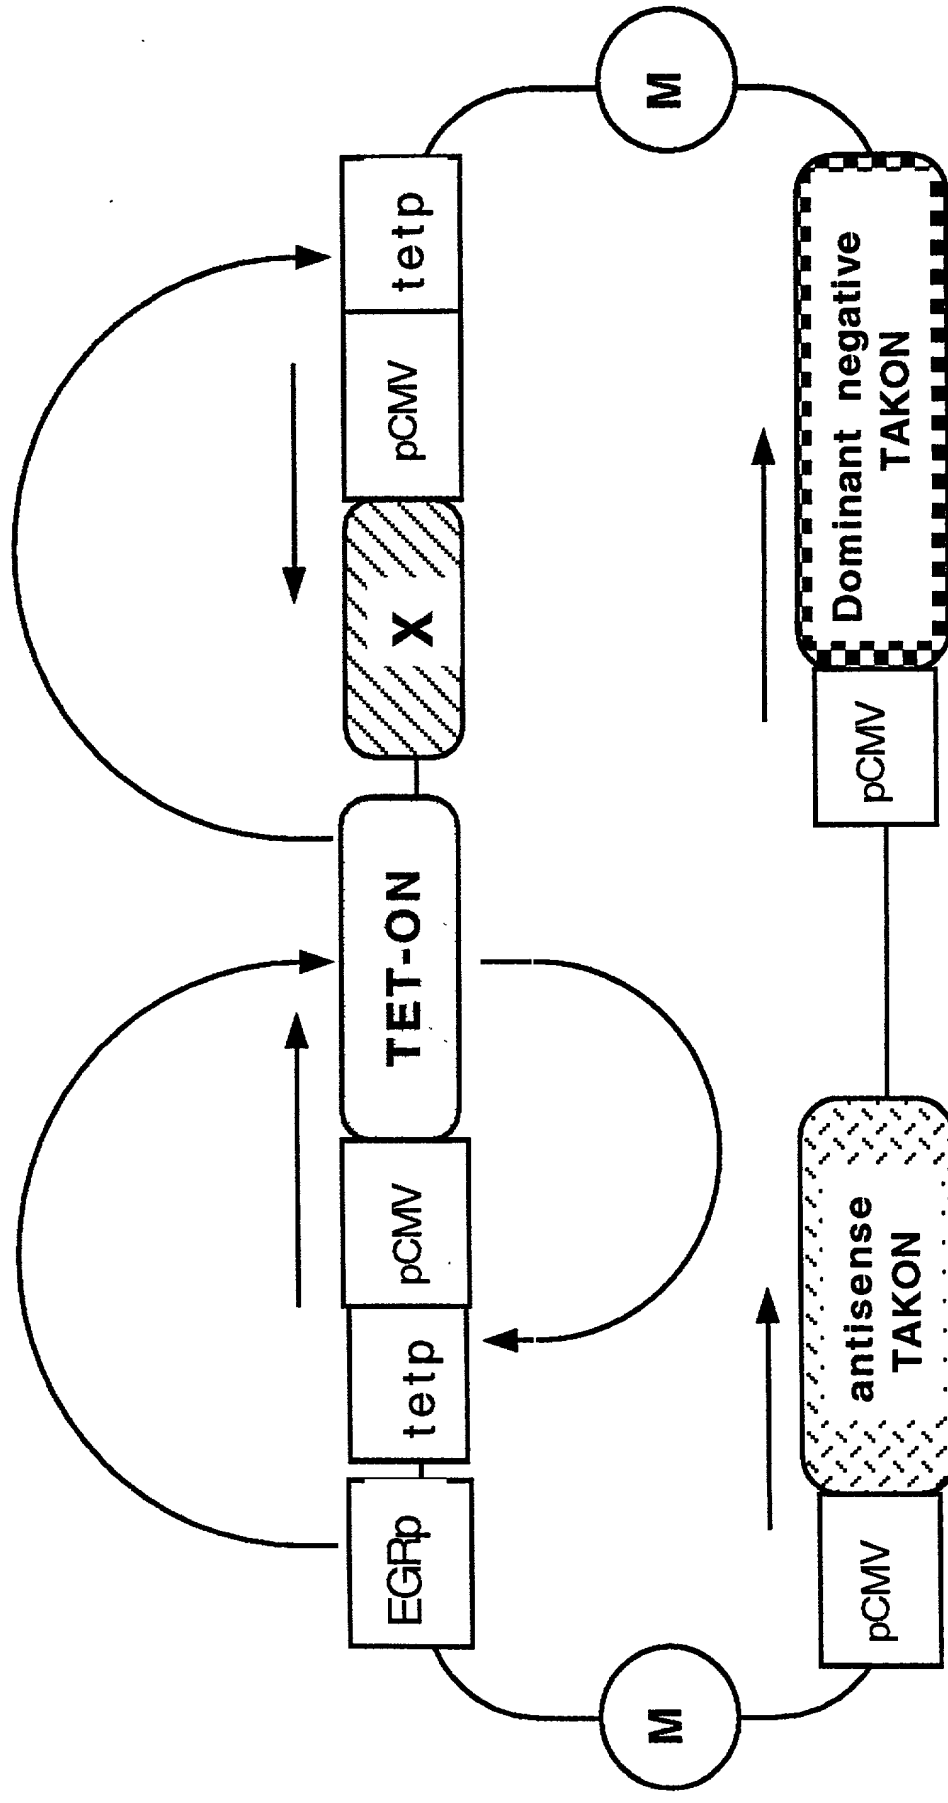 M
EGRp
tetp
pCMV
TET-ON
X
pCMV
tetp
M
pCMV
antisense
TAKON
pCMV
Dominant negative
TAKON